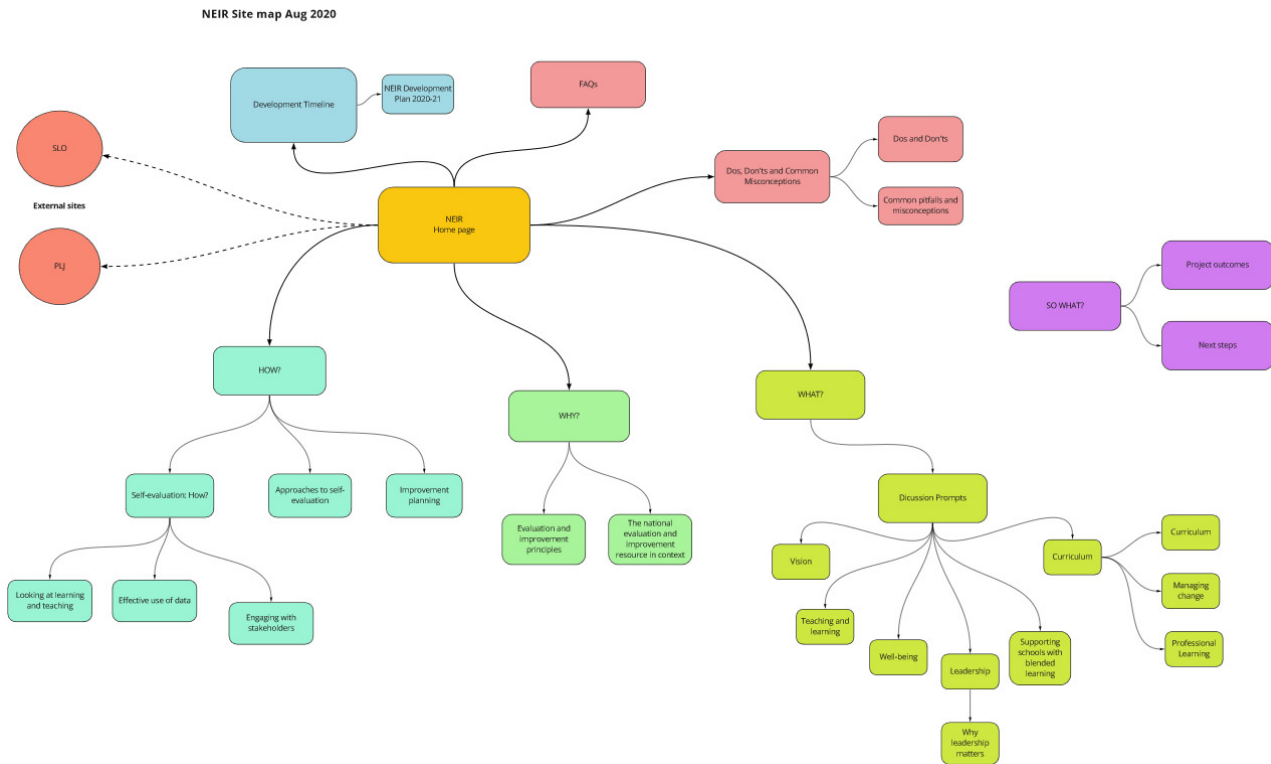 NEIR Site map Aug 2020
Development Timeline
NEIR Development
Plan 2020-21
FAQs
SLO
External sites
PLJ
NEIR
Home page
Dos, Don'ts and Common
Misconceptions
Dos and Don'ts
Common pitfalls and
misconceptions
SO WHAT?
Project outcomes
Next steps
HOW?
Self-evaluation: How?
Approaches to self-
evaluation
Improvement
planning
Looking at learning
and teaching
Effective use of data
Engaging with
stakeholders
WHY?
Evaluation and
improvement
principles
The national
evaluation and
improvement
resource in context
WHAT?
Dicussion Prompts
Vision
Teaching and
learning
Well-being
Leadership
Why
leadership
matters
Supporting
schools with
blended
learning
Curriculum
Curriculum
Managing
change
Professional
Learning